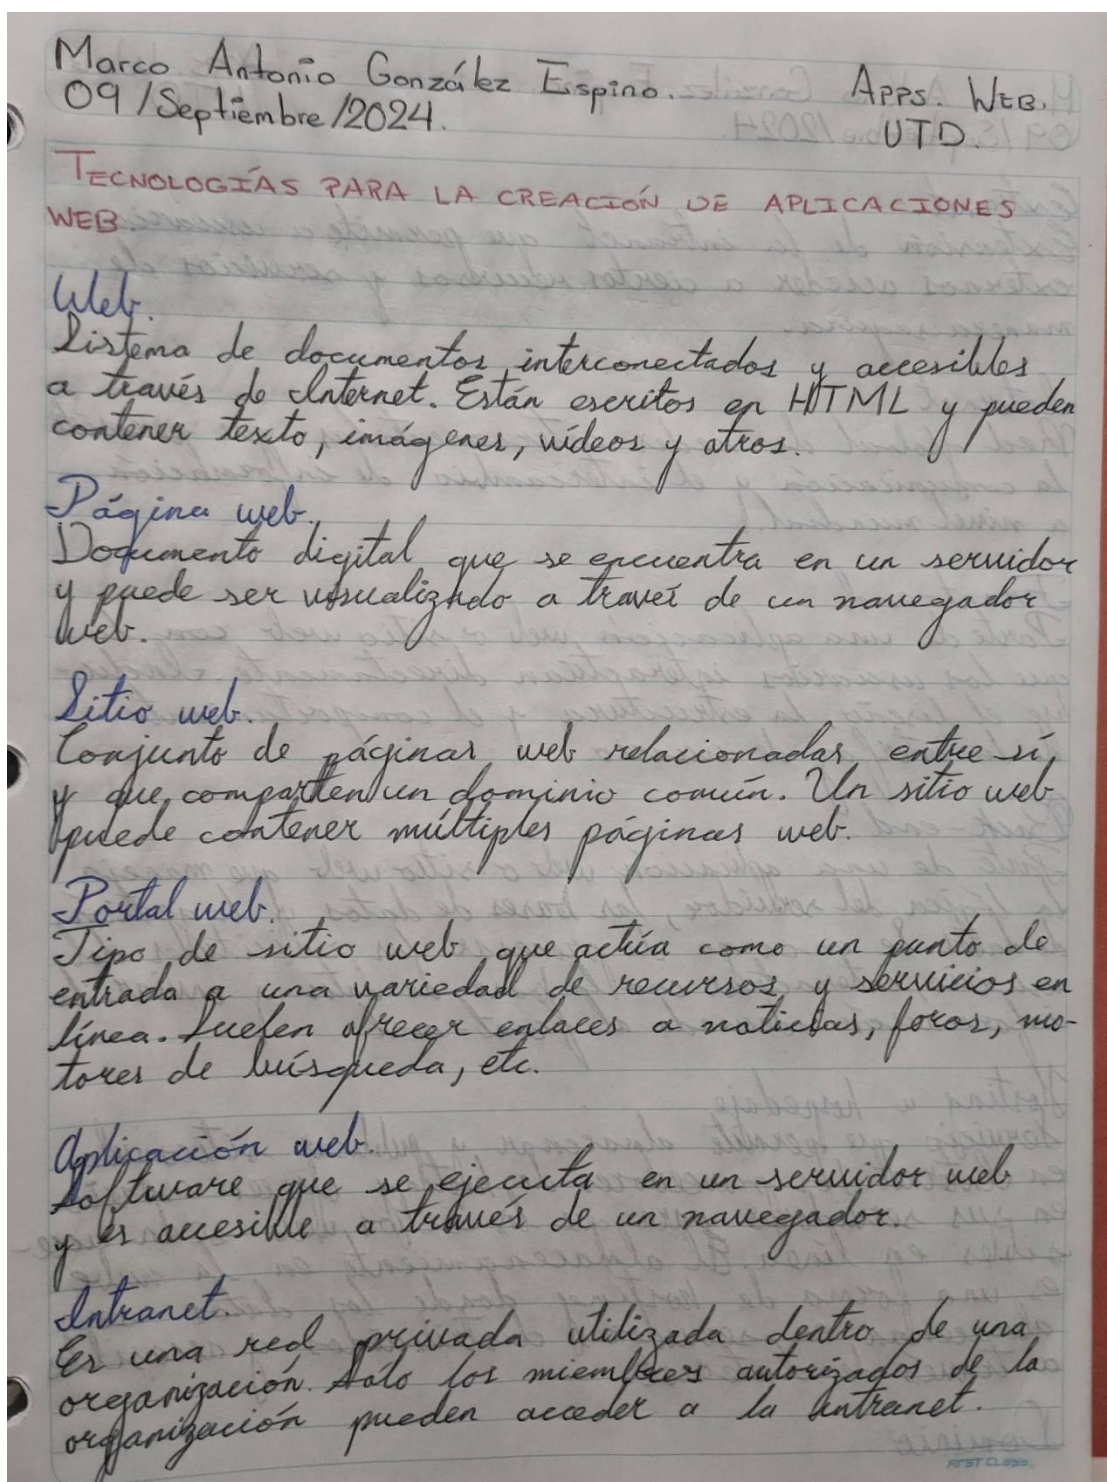 Marco Antonio González Espino.
Apps. Web.
09/Septiembre/2024.
UTD.
TECNOLOGÍAS PARA LA CREACIÓN DE APLICACIONES
WEB.
Web.
Sistema de documentos interconectados y accesibles
a través de Internet. Están escritos en HTML y pueden
contener texto, imágenes, vídeos y otros.
Página web.
Documento digital que se encuentra en un servidor
y puede ser visualizado a través de un navegador
web.
Sitio web.
Conjunto de páginas web relacionadas entre sí,
y que comparten un dominio común. Un sitio web
puede contener múltiples páginas web.
Portal web.
Tipo de sitio web que actúa como un punto de
entrada a una variedad de recursos y servicios en
línea. Suelen ofrecer enlaces a noticias, foros, mo-
tores de búsqueda, etc.
Aplicación web.
Software que se ejecuta en un servidor web
y es accesible a través de un navegador.
Intranet.
Es una red privada utilizada dentro de una
organización. Sólo los miembros autorizados de la
organización pueden acceder a la intranet.
FIRST CLASS